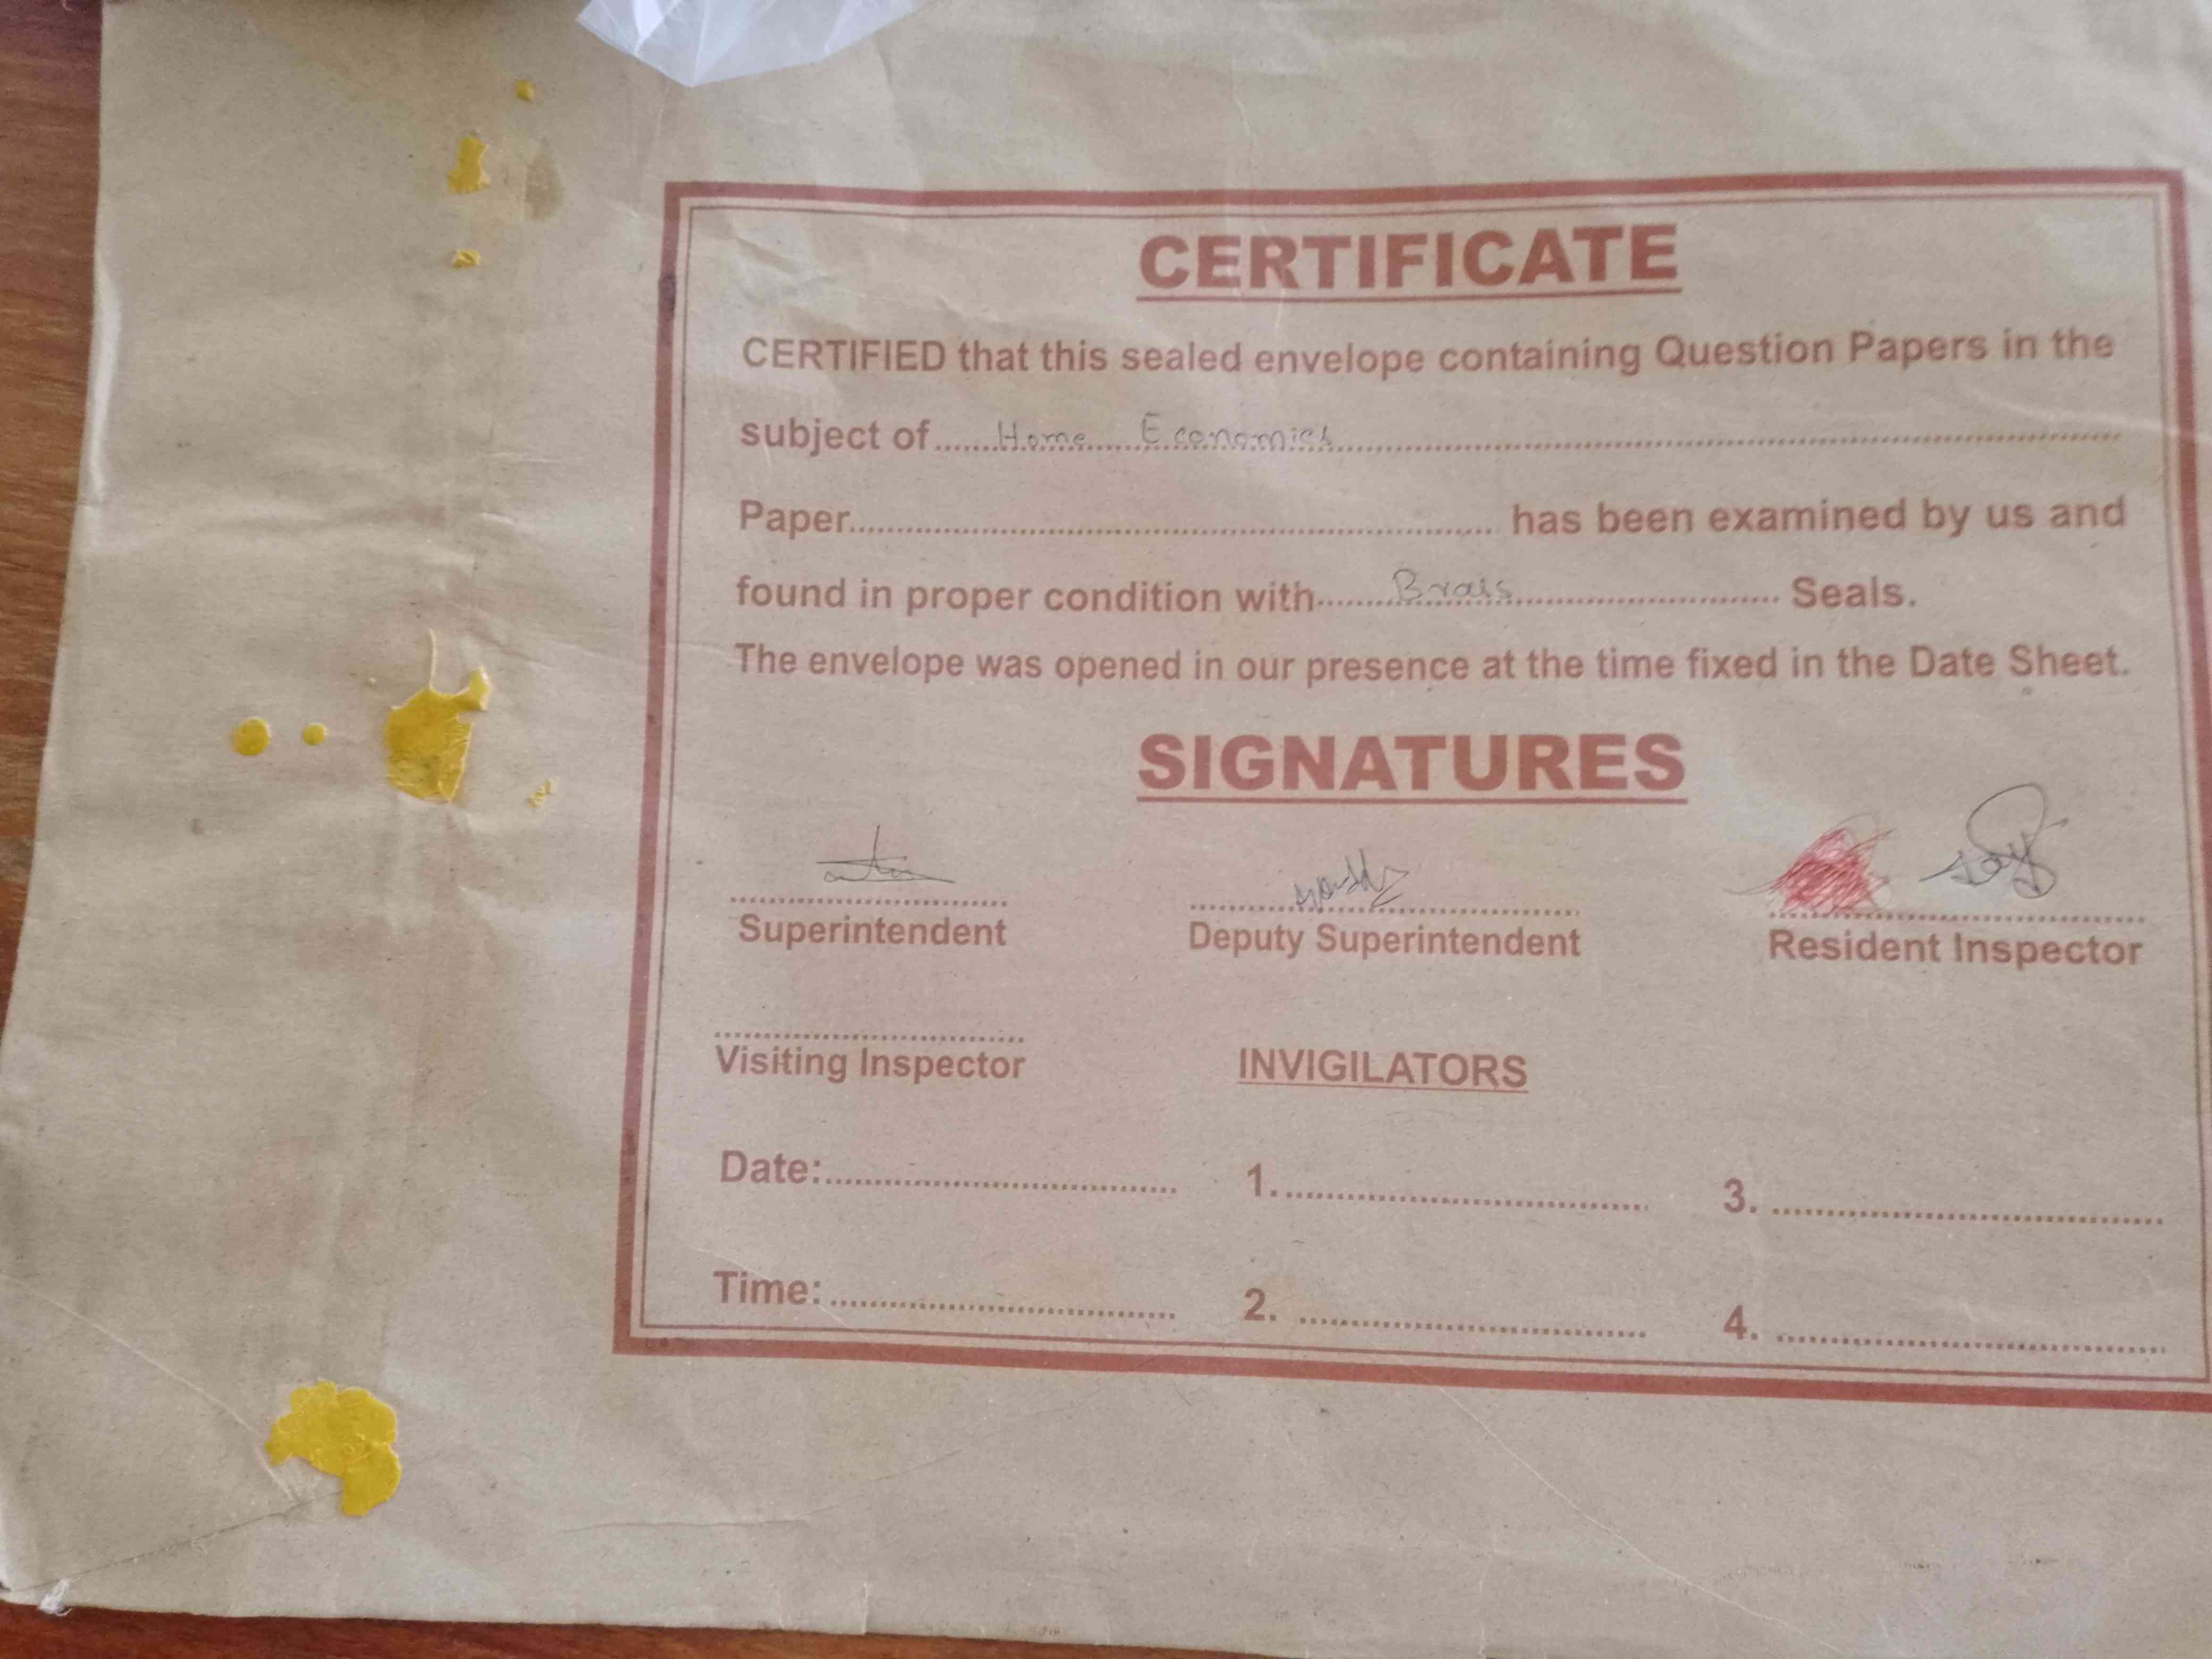 CERTIFICATE
CERTIFIED that this sealed envelope containing Question Papers in the
subject of......Home Economics..............................
Paper.............................. has been examined by us and
found in proper condition with........Brass.............................. Seals.
The envelope was opened in our presence at the time fixed in the Date Sheet.
SIGNATURES
Superintendent Deputy Superintendent Resident Inspector
Visiting Inspector INVIGILATORS
Date:.............................. 1............................... 3. ..............................
Time:.............................. 2. .............................. 4. ..............................